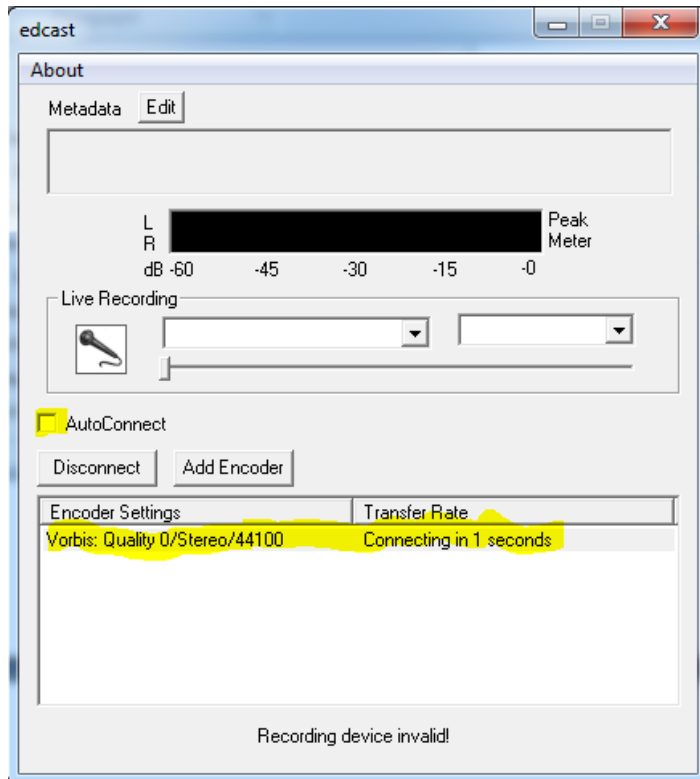 edcast
About
Metadata Edit
L Peak
R Meter
dB -60 -45 -30 -15 -0
Live Recording
AutoConnect
Disconnect Add Encoder
Encoder Settings Transfer Rate
Vorbis: Quality 0/Stereo/44100 Connecting in 1 seconds
Recording device invalid!